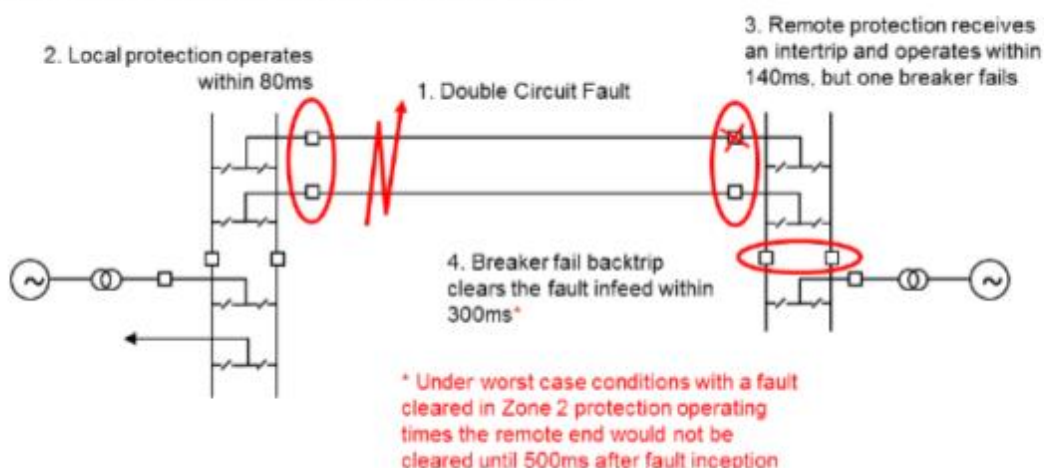 2. Local protection operates
within 80ms
1. Double Circuit Fault
3. Remote protection receives
an intertrip and operates within
140ms, but one breaker fails
4. Breaker fail backtrip
clears the fault infeed within
300ms*
* Under worst case conditions with a fault
cleared in Zone 2 protection operating
times the remote end would not be
cleared until 500ms after fault inception